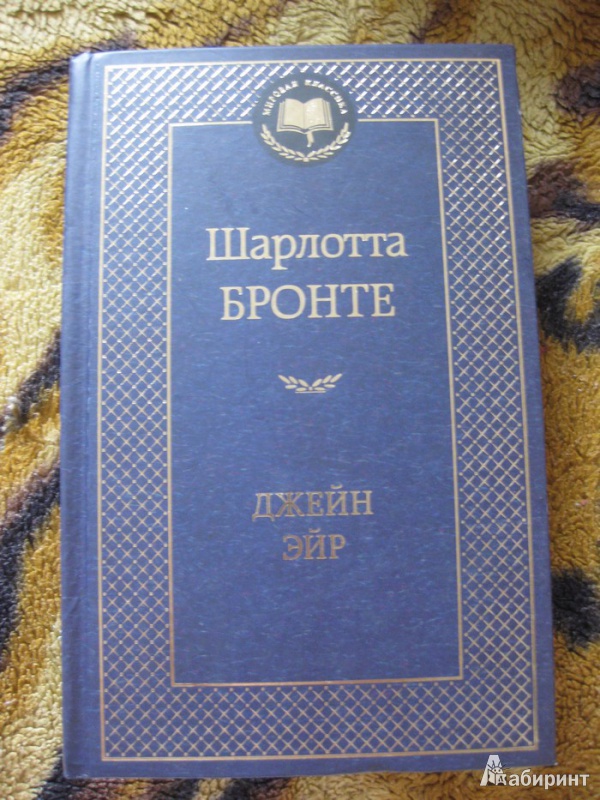 МИРОВАЯ КЛАССИКА
Шарлотта
БРОНТЕ
ДЖЕЙН
ЭЙР
Лабиринт